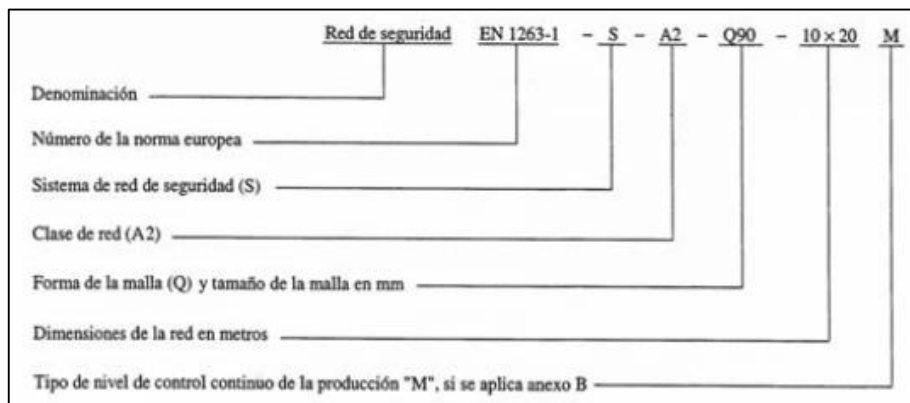 Red de seguridad EN 1263-1 - S - A2 - Q90 - 10 × 20 M
Denominación
Número de la norma europea
Sistema de red de seguridad (S)
Clase de red (A2)
Forma de la malla (Q) y tamaño de la malla en mm
Dimensiones de la red en metros
Tipo de nivel de control continuo de la producción "M", si se aplica anexo B